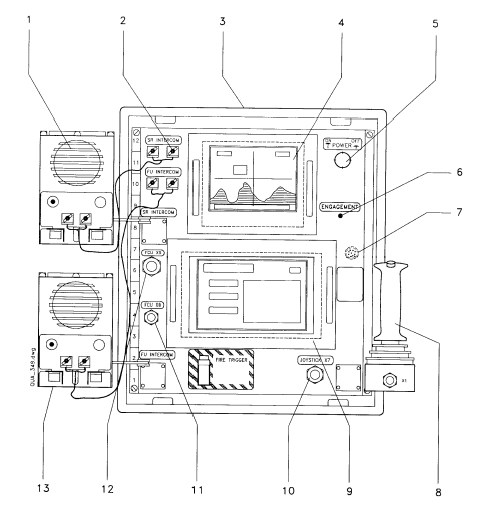 1 2 3 4 5
SR INTERCOM
ON OFF
POWER
12
11
FU INTERCOM
10
6
ENGAGEMENT
9
SR INTERCOM
7
8
7
FCU X5
6
5
FCU X6
4
3
QUA_349.dwg
FU INTERCOM
2
FIRE TRIGGER
JOYSTICK X7
1
X1
13 12 11 10 9 8